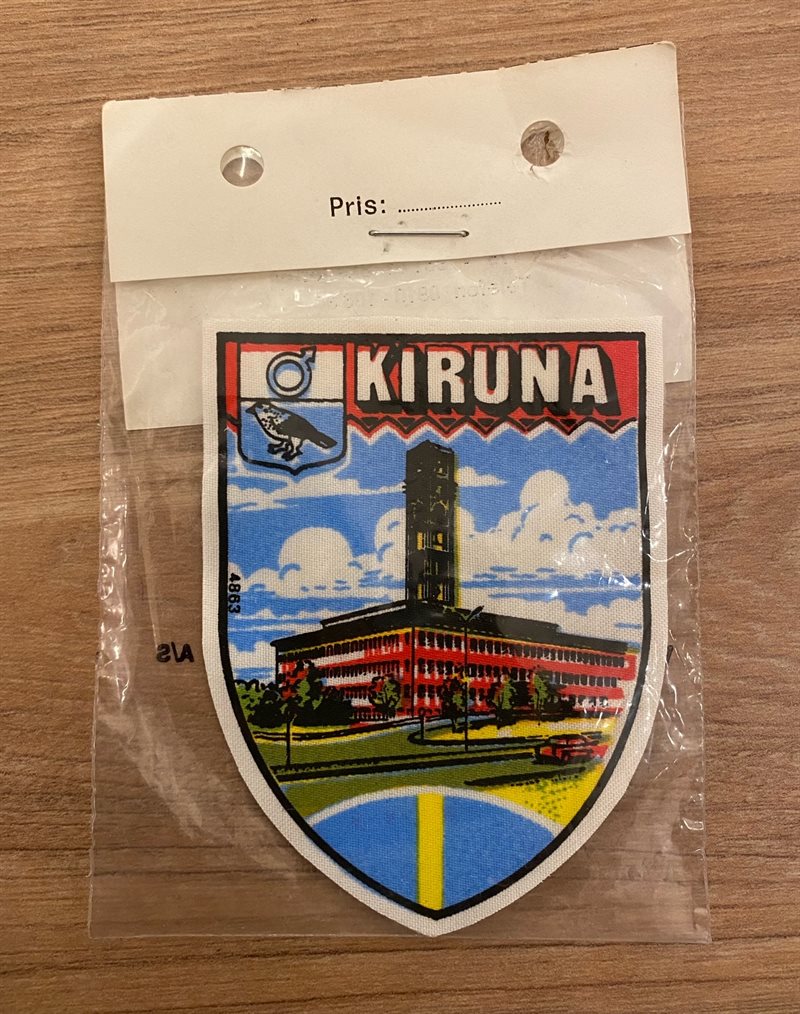 Pris: ........................
KIRUNA
4863
A/S